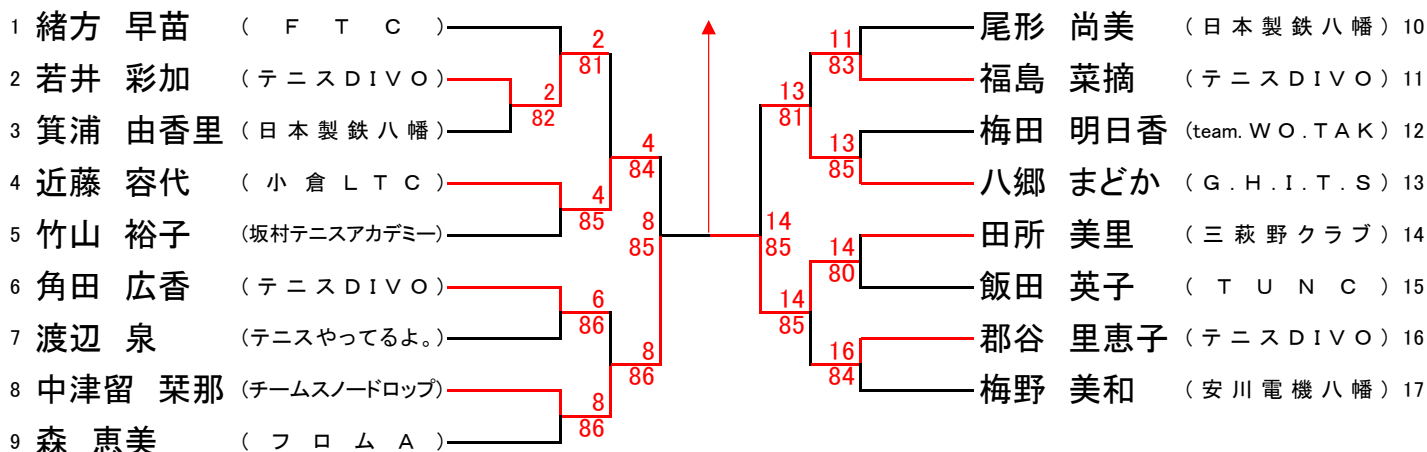 1 緒方 早苗 ( F T C )
2 若井 彩加 (テニスDIVO)
3 箕浦 由香里 (日本製鉄八幡)
4 近藤 容代 ( 小倉LTC )
5 竹山 裕子 (坂村テニスアカデミー)
6 角田 広香 (テニスDIVO)
7 渡辺 泉 (テニスやってるよ。)
8 中津留 栞那 (チームスノードロップ)
9 森 恵美 ( フロムA )
2
81
2
82
4
84
4
85
8
85
6
86
8
86
8
86
11
83
13
81
13
85
14
85
14
80
14
85
16
84
尾形 尚美 (日本製鉄八幡) 10
福島 菜摘 (テニスDIVO) 11
梅田 明日香 (team.WO.TAK) 12
八郷 まどか (G.H.I.T.S) 13
田所 美里 (三萩野クラブ) 14
飯田 英子 ( T U N C ) 15
郡谷 里恵子 (テニスDIVO) 16
梅野 美和 (安川電機八幡) 17